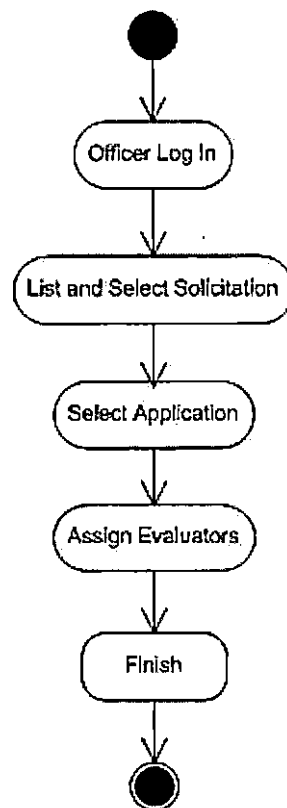 Officer Log In
List and Select Solicitation
Select Application
Assign Evaluators
Finish